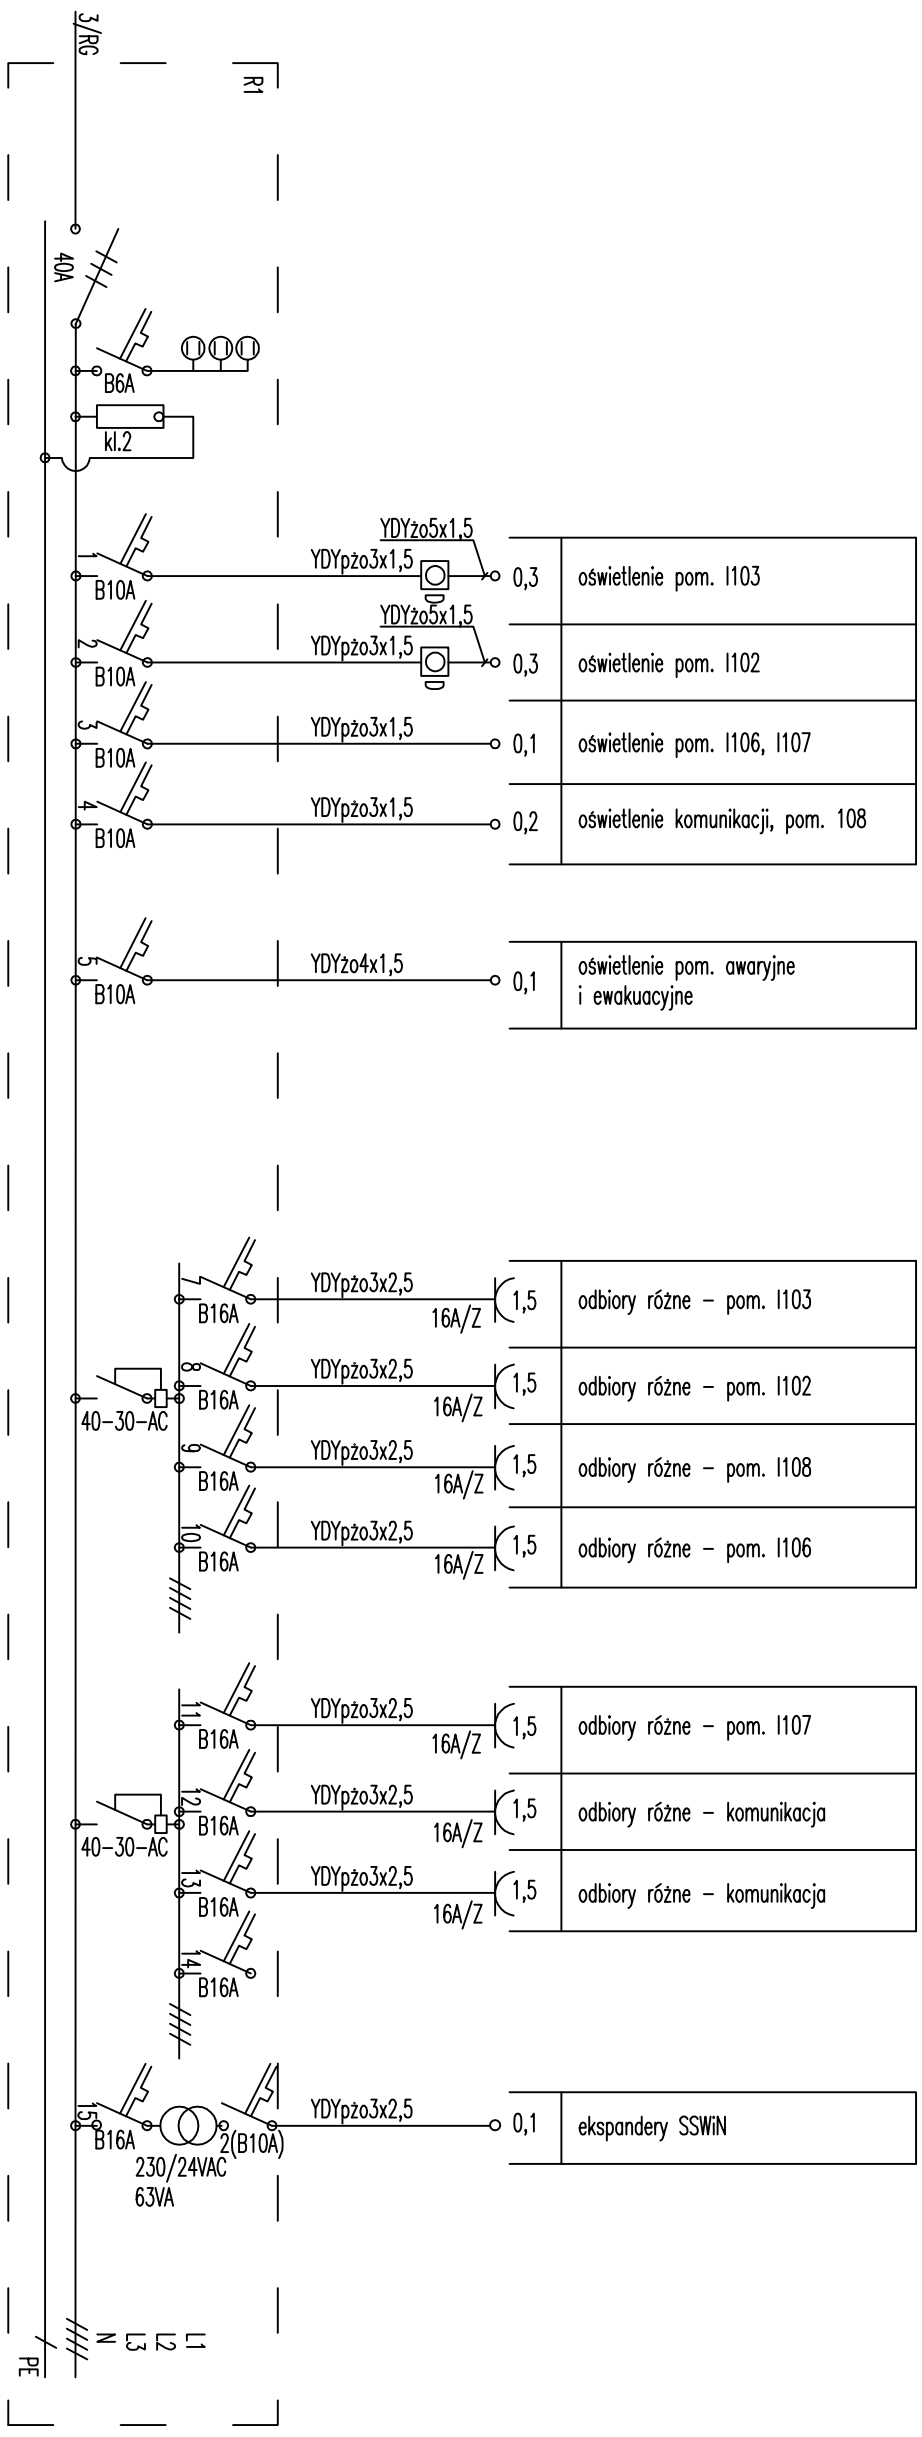 3/RG
R1
40A
B6A
kl.2
YDYżo5x1,5
1
YDYpżo3x1,5
B10A
0,3
oświetlenie pom. I103
YDYżo5x1,5
2
YDYpżo3x1,5
B10A
0,3
oświetlenie pom. I102
3
YDYpżo3x1,5
B10A
0,1
oświetlenie pom. I106, I107
4
YDYpżo3x1,5
B10A
0,2
oświetlenie komunikacji, pom. 108
5
YDYżo4x1,5
B10A
0,1
oświetlenie pom. awaryjne
i ewakuacyjne
7
YDYpżo3x2,5
B16A
16A/Z
1,5
odbiory różne – pom. I103
8
YDYpżo3x2,5
B16A
16A/Z
1,5
odbiory różne – pom. I102
40-30-AC
9
YDYpżo3x2,5
B16A
16A/Z
1,5
odbiory różne – pom. I108
10
YDYpżo3x2,5
B16A
16A/Z
1,5
odbiory różne – pom. I106
11
YDYpżo3x2,5
B16A
16A/Z
1,5
odbiory różne – pom. I107
12
YDYpżo3x2,5
B16A
16A/Z
1,5
odbiory różne – komunikacja
40-30-AC
13
YDYpżo3x2,5
B16A
16A/Z
1,5
odbiory różne – komunikacja
14
B16A
15
YDYpżo3x2,5
B16A
2(B10A)
0,1
ekspandery SSWiN
230/24VAC
63VA
L1
L2
L3
N
PE